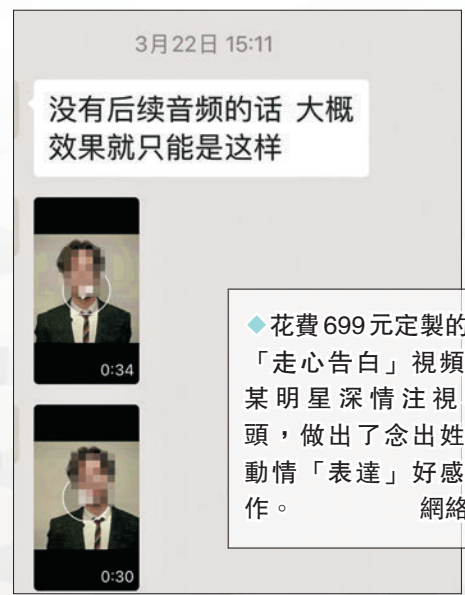 3月22日 15:11
没有后续音频的话 大概
效果就只能是这样
0:34
0:30
◆花費699元定製的
「走心告白」視頻
某明星深情注視
頭，做出了念出姓
動情「表達」好感
作。 網絡